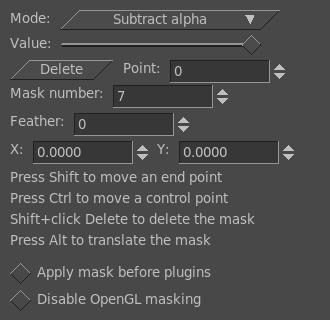 Mode: Subtract alpha
Value:
Delete Point: 0
Mask number: 7
Feather: 0
X: 0.0000 Y: 0.0000
Press Shift to move an end point
Press Ctrl to move a control point
Shift+click Delete to delete the mask
Press Alt to translate the mask
Apply mask before plugins
Disable OpenGL masking